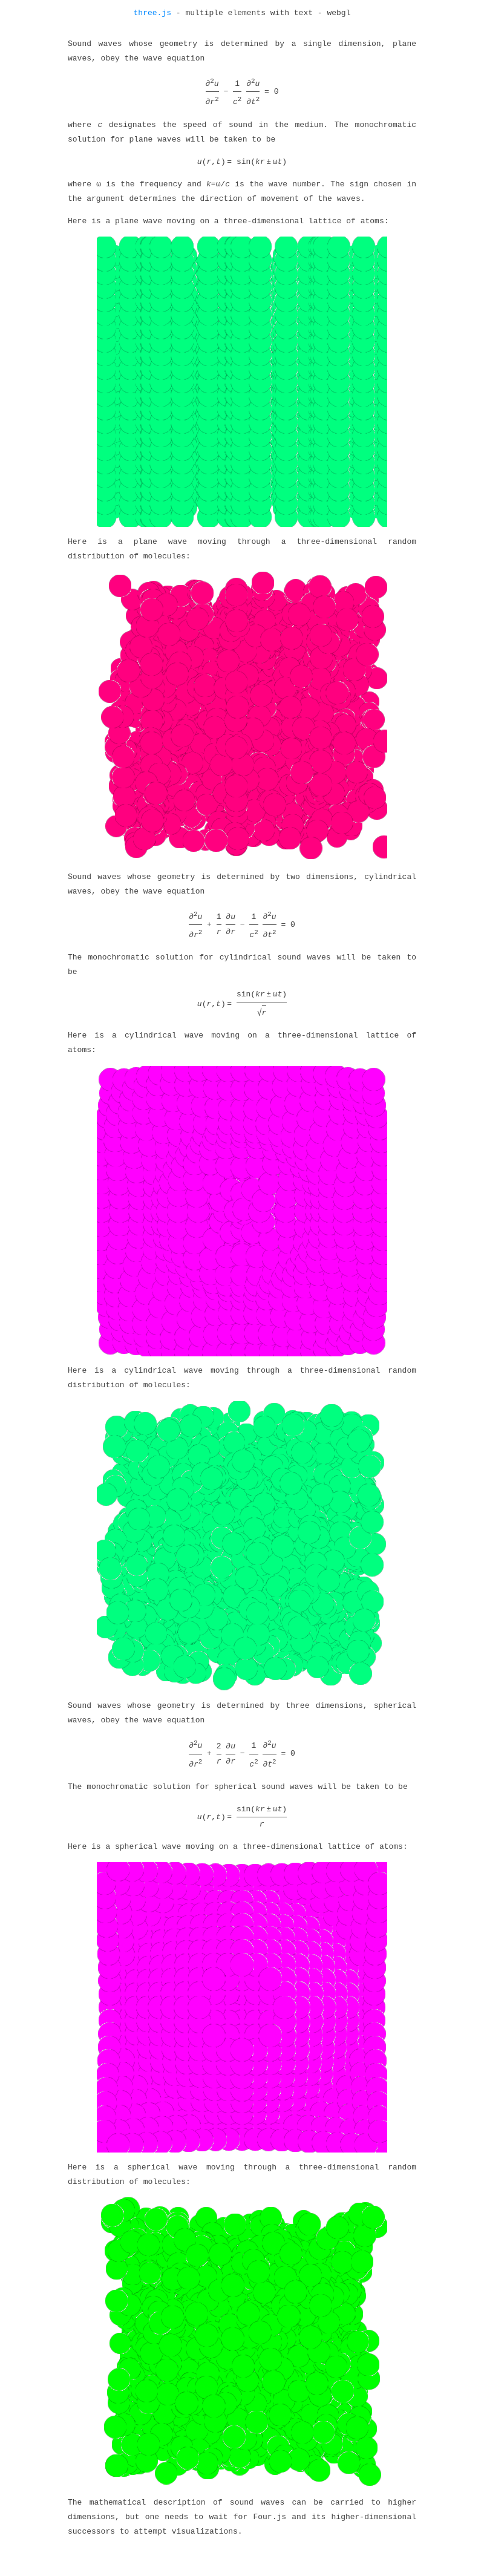 three.js - multiple elements with text - webgl
Sound waves whose geometry is determined by a single dimension, plane
waves, obey the wave equation
∂²u/∂r² − 1/c² ∂²u/∂t² = 0
where c designates the speed of sound in the medium. The monochromatic
solution for plane waves will be taken to be
u(r,t) = sin(kr±ωt)
where ω is the frequency and k=ω/c is the wave number. The sign chosen in
the argument determines the direction of movement of the waves.
Here is a plane wave moving on a three-dimensional lattice of atoms:
Here is a plane wave moving through a three-dimensional random
distribution of molecules:
Sound waves whose geometry is determined by two dimensions, cylindrical
waves, obey the wave equation
∂²u/∂r² + 1/r ∂u/∂r − 1/c² ∂²u/∂t² = 0
The monochromatic solution for cylindrical sound waves will be taken to
be
u(r,t) = sin(kr±ωt)/√r
Here is a cylindrical wave moving on a three-dimensional lattice of
atoms:
Here is a cylindrical wave moving through a three-dimensional random
distribution of molecules:
Sound waves whose geometry is determined by three dimensions, spherical
waves, obey the wave equation
∂²u/∂r² + 2/r ∂u/∂r − 1/c² ∂²u/∂t² = 0
The monochromatic solution for spherical sound waves will be taken to be
u(r,t) = sin(kr±ωt)/r
Here is a spherical wave moving on a three-dimensional lattice of atoms:
Here is a spherical wave moving through a three-dimensional random
distribution of molecules:
The mathematical description of sound waves can be carried to higher
dimensions, but one needs to wait for Four.js and its higher-dimensional
successors to attempt visualizations.